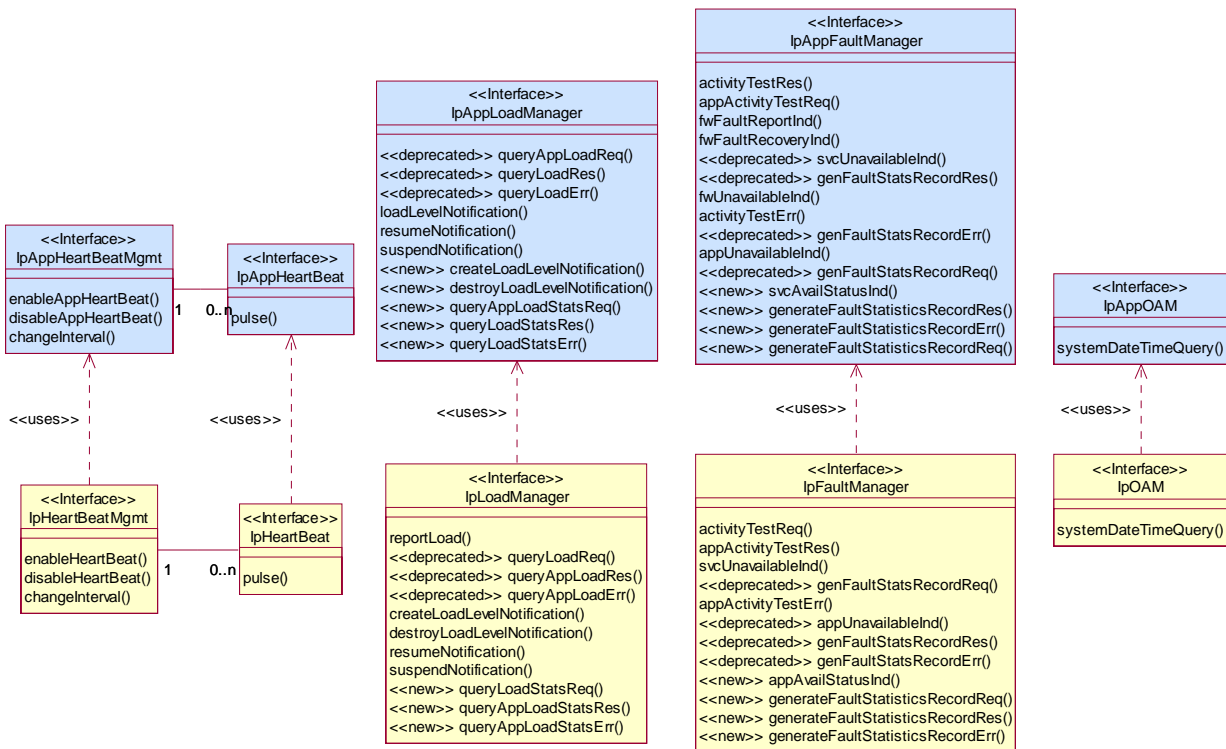 <<Interface>>
IpAppHeartBeatMgmt
enableAppHeartBeat()
disableAppHeartBeat()
changeInterval()
1
0..n
<<Interface>>
IpAppHeartBeat
pulse()
<<Interface>>
IpAppLoadManager
<<deprecated>> queryAppLoadReq()
<<deprecated>> queryLoadRes()
<<deprecated>> queryLoadErr()
loadLevelNotification()
resumeNotification()
suspendNotification()
<<new>> createLoadLevelNotification()
<<new>> destroyLoadLevelNotification()
<<new>> queryAppLoadStatsReq()
<<new>> queryLoadStatsRes()
<<new>> queryLoadStatsErr()
<<Interface>>
IpAppFaultManager
activityTestRes()
appActivityTestReq()
fwFaultReportInd()
fwFaultRecoveryInd()
<<deprecated>> svcUnavailableInd()
<<deprecated>> genFaultStatsRecordRes()
fwUnavailableInd()
activityTestErr()
<<deprecated>> genFaultStatsRecordErr()
appUnavailableInd()
<<deprecated>> genFaultStatsRecordReq()
<<new>> svcAvailStatusInd()
<<new>> generateFaultStatisticsRecordRes()
<<new>> generateFaultStatisticsRecordErr()
<<new>> generateFaultStatisticsRecordReq()
<<Interface>>
IpAppOAM
systemDateTimeQuery()
<<uses>>
<<uses>>
<<uses>>
<<uses>>
<<uses>>
<<Interface>>
IpHeartBeatMgmt
enableHeartBeat()
disableHeartBeat()
changeInterval()
1
0..n
<<Interface>>
IpHeartBeat
pulse()
<<Interface>>
IpLoadManager
reportLoad()
<<deprecated>> queryLoadReq()
<<deprecated>> queryAppLoadRes()
<<deprecated>> queryAppLoadErr()
createLoadLevelNotification()
destroyLoadLevelNotification()
resumeNotification()
suspendNotification()
<<new>> queryLoadStatsReq()
<<new>> queryAppLoadStatsRes()
<<new>> queryAppLoadStatsErr()
<<Interface>>
IpFaultManager
activityTestReq()
appActivityTestRes()
svcUnavailableInd()
<<deprecated>> genFaultStatsRecordReq()
appActivityTestErr()
<<deprecated>> appUnavailableInd()
<<deprecated>> genFaultStatsRecordRes()
<<deprecated>> genFaultStatsRecordErr()
<<new>> appAvailStatusInd()
<<new>> generateFaultStatisticsRecordReq()
<<new>> generateFaultStatisticsRecordRes()
<<new>> generateFaultStatisticsRecordErr()
<<Interface>>
IpOAM
systemDateTimeQuery()